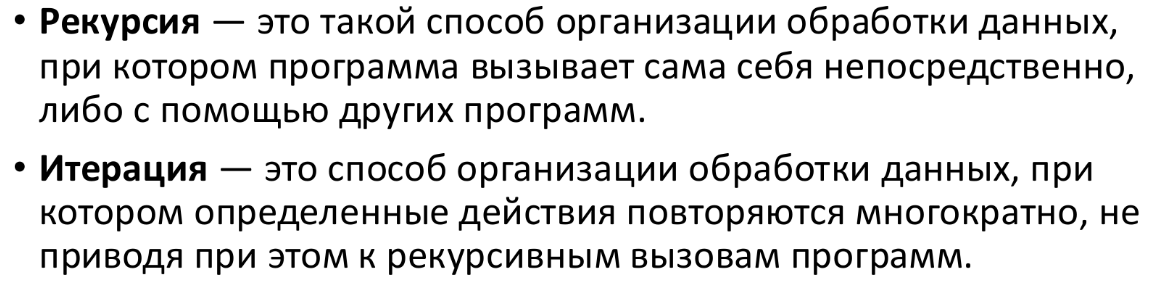 • Рекурсия — это такой способ организации обработки данных,
при котором программа вызывает сама себя непосредственно,
либо с помощью других программ.
• Итерация — это способ организации обработки данных, при
котором определенные действия повторяются многократно, не
приводя при этом к рекурсивным вызовам программ.